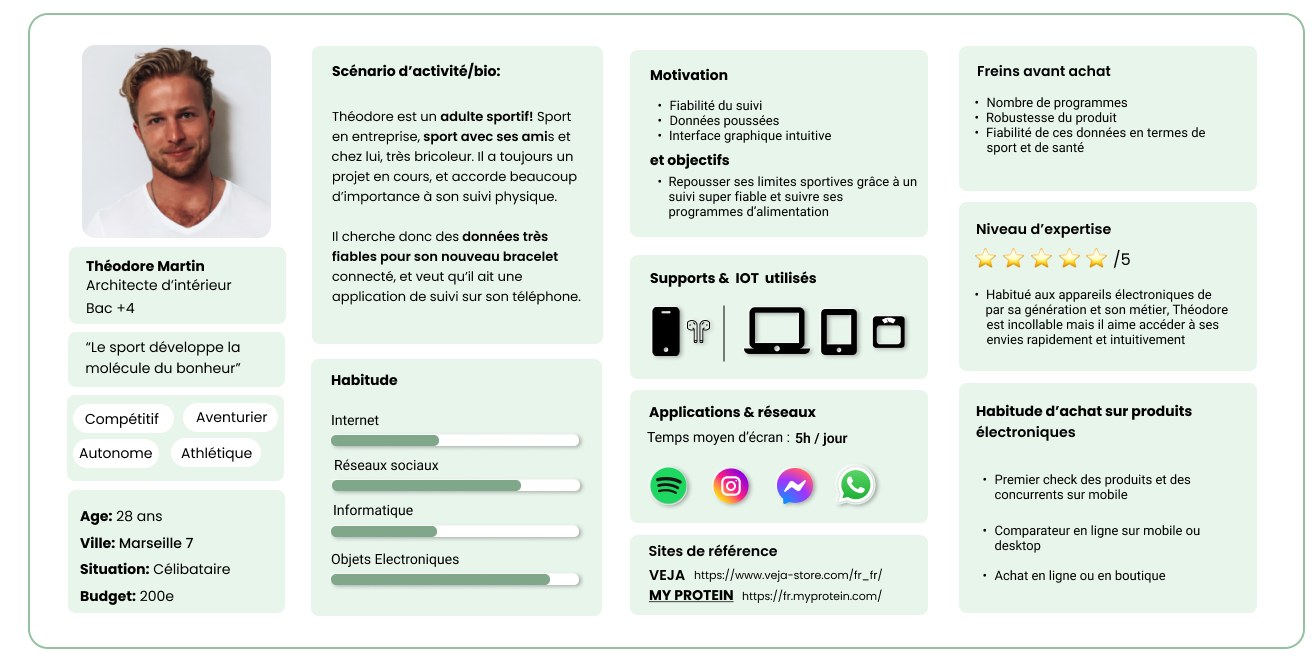 Théodore Martin
Architecte d’intérieur
Bac +4
“Le sport développe la
molécule du bonheur”
Compétitif
Aventurier
Autonome
Athlétique
Age: 28 ans
Ville: Marseille 7
Situation: Célibataire
Budget: 200e
Scénario d’activité/bio:
Théodore est un adulte sportif! Sport
en entreprise, sport avec ses amis et
chez lui, très bricoleur. Il a toujours un
projet en cours, et accorde beaucoup
d’importance à son suivi physique.
Il cherche donc des données très
fiables pour son nouveau bracelet
connecté, et veut qu’il ait une
application de suivi sur son téléphone.
Habitude
Internet
Réseaux sociaux
Informatique
Objets Electroniques
Motivation
• Fiabilité du suivi
• Données poussées
• Interface graphique intuitive
et objectifs
• Repousser ses limites sportives grâce à un
suivi super fiable et suivre ses
programmes d’alimentation
Supports & IOT utilisés
Applications & réseaux
Temps moyen d’écran : 5h / jour
Sites de référence
VEJA https://www.veja-store.com/fr_fr/
MY PROTEIN https://fr.myprotein.com/
Freins avant achat
• Nombre de programmes
• Robustesse du produit
• Fiabilité de ces données en termes de
sport et de santé
Niveau d’expertise
/5
• Habitué aux appareils électroniques de
par sa génération et son métier, Théodore
est incollable mais il aime accéder à ses
envies rapidement et intuitivement
Habitude d’achat sur produits
électroniques
• Premier check des produits et des
concurrents sur mobile
• Comparateur en ligne sur mobile ou
desktop
• Achat en ligne ou en boutique